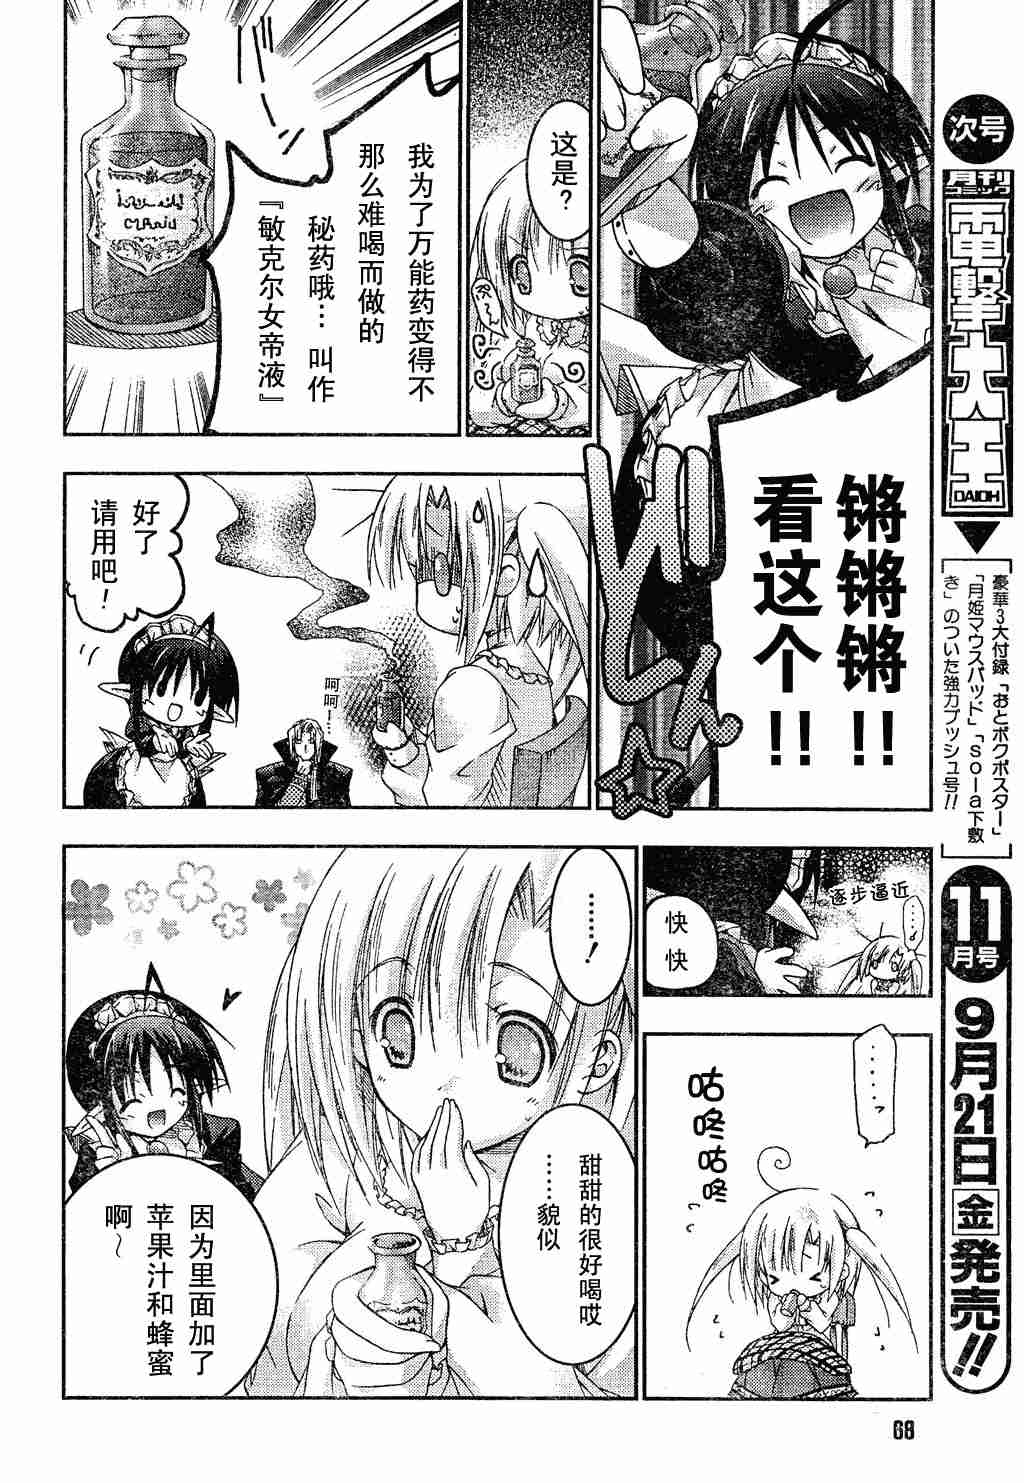 锵锵锵!!
看这个!!
这是?
我为了万能药变得不
那么难喝而做的
秘药哦… 叫作
『敏克尔女帝液』
好了
请用吧!
呵呵!…
逐步逼近
快
快
……
……
咕咚咕咚
……!
甜甜的很好喝哎
……貌似
因为里面加了
苹果汁和蜂蜜
啊～
68
次号
月刊
コミック
電撃大王
DAIOH
豪華3大付録「おとボクポスター」
「月姫マウスパッド」「sola下敷
き」のついた強力プッシュ号!!
11月号
9月21日金発売!!